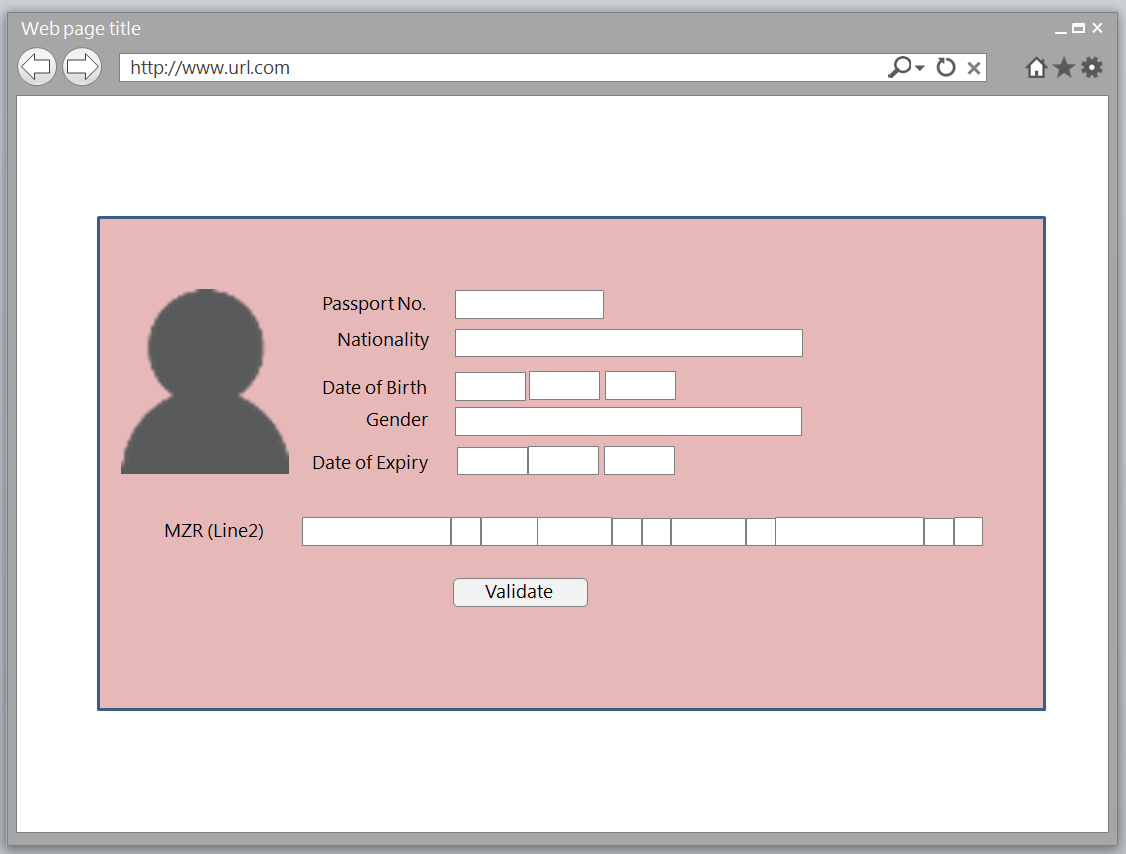 Web page title
http://www.url.com
Passport No.
Nationality
Date of Birth
Gender
Date of Expiry
MZR (Line2)
Validate